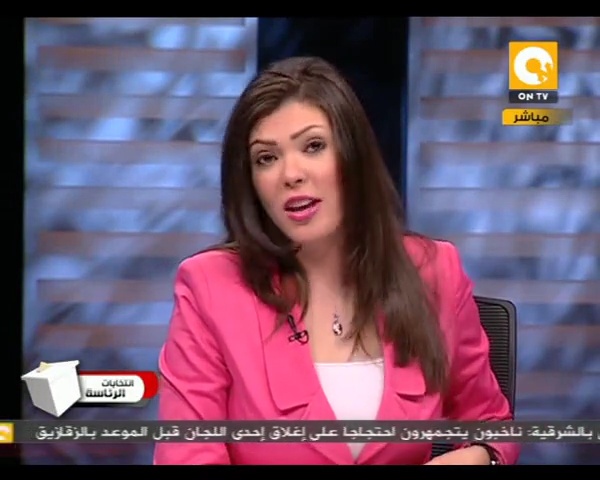 ON TV
مباشر
انتخابات
الرئاسة
بالشرقية: ناخبون يتجمهرون احتجاجا على إغلاق إحدى اللجان قبل الموعد بالزقازيق